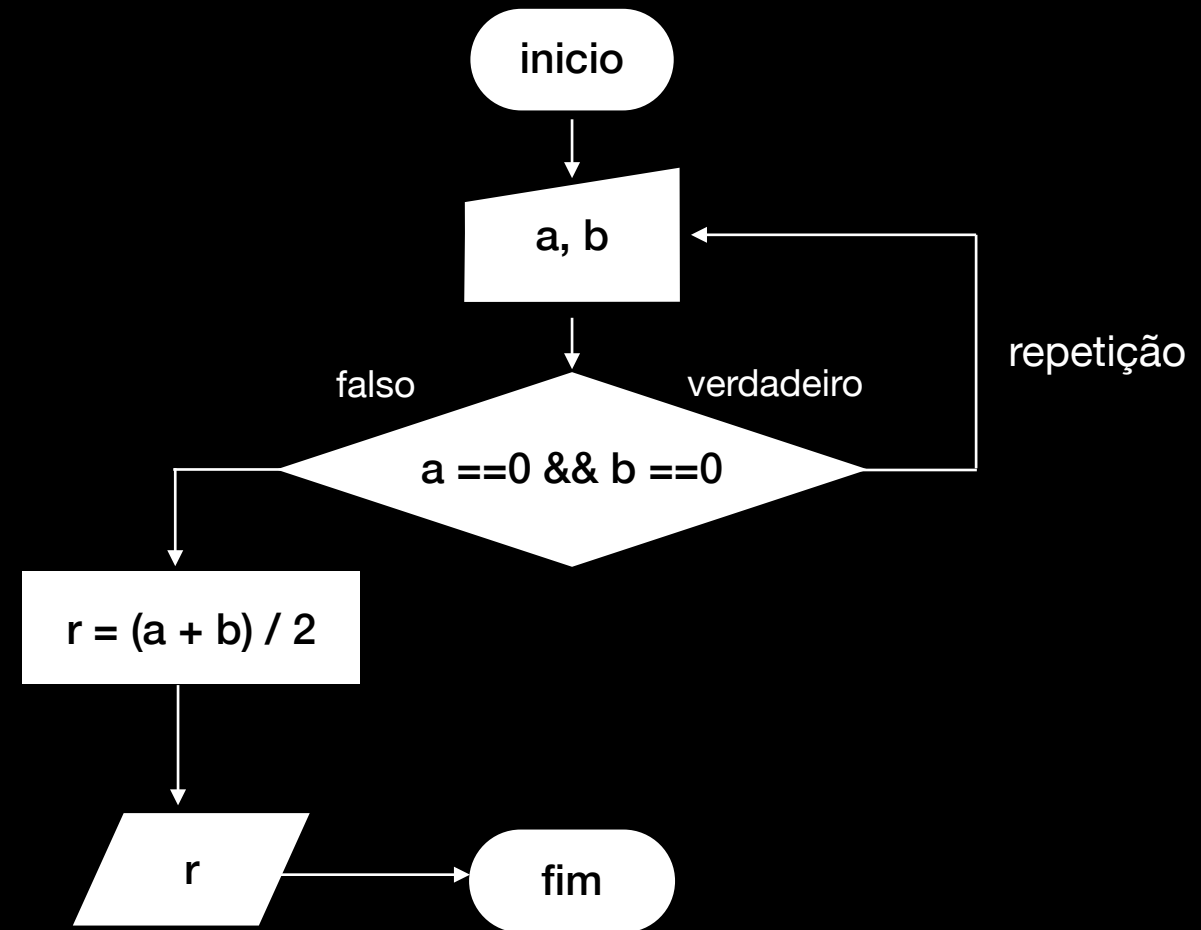 inicio
a, b
repetição
falso
verdadeiro
a ==0 && b ==0
r = (a + b) / 2
r
fim